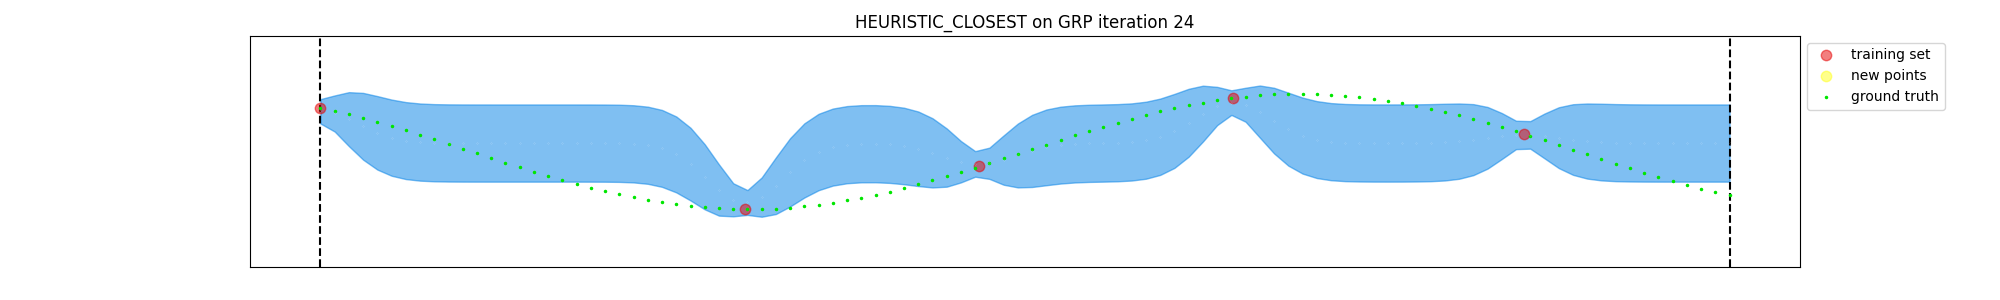 HEURISTIC_CLOSEST on GRP iteration 24
training set
new points
ground truth